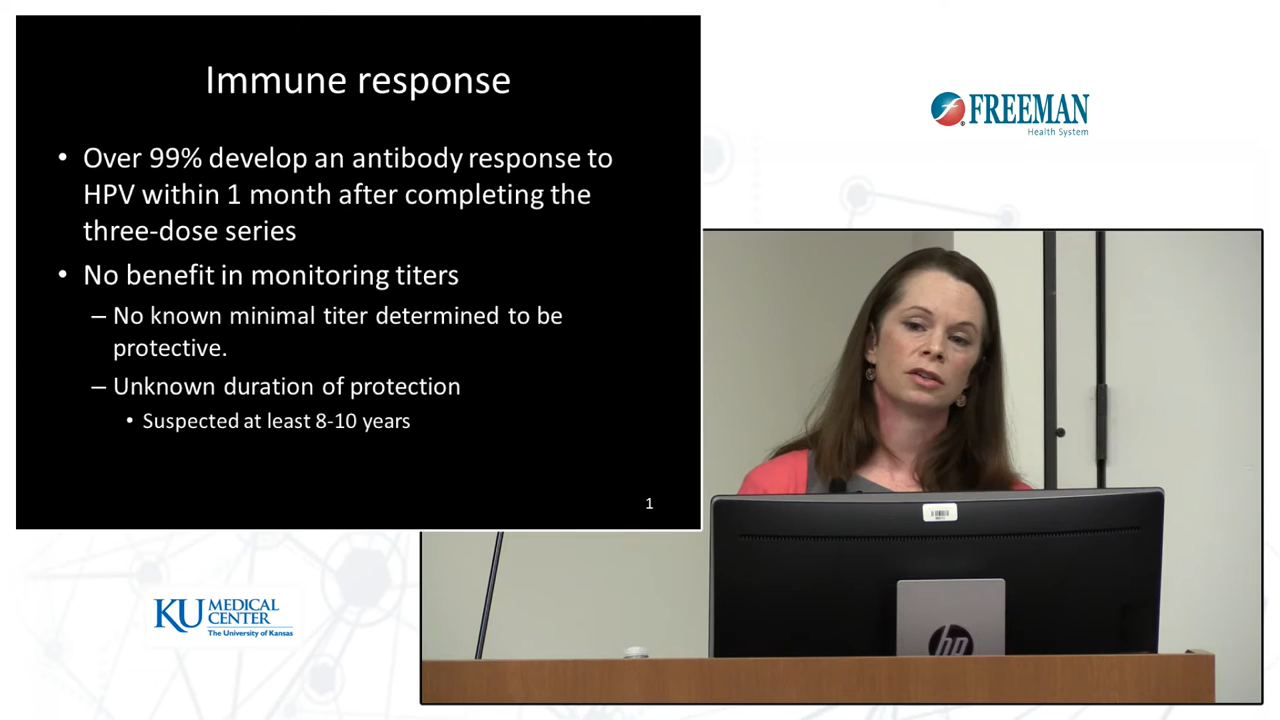 Immune response
• Over 99% develop an antibody response to
HPV within 1 month after completing the
three-dose series
• No benefit in monitoring titers
– No known minimal titer determined to be
protective.
– Unknown duration of protection
• Suspected at least 8-10 years
1
FREEMAN
Health System
hp
KU MEDICAL
CENTER
The University of Kansas